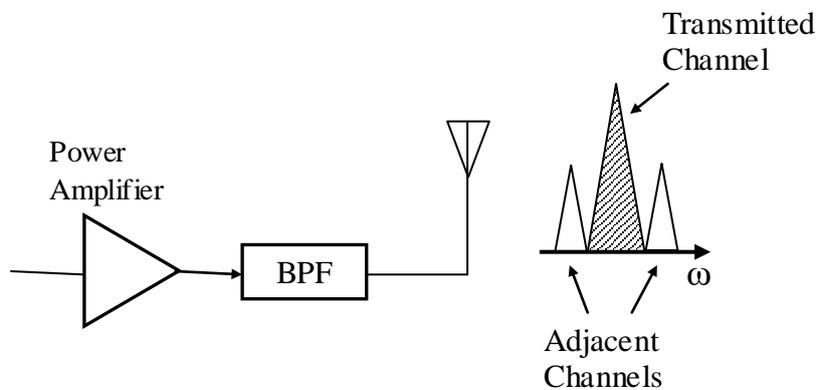 Transmitted
Channel
Power
Amplifier
BPF
ω
Adjacent
Channels